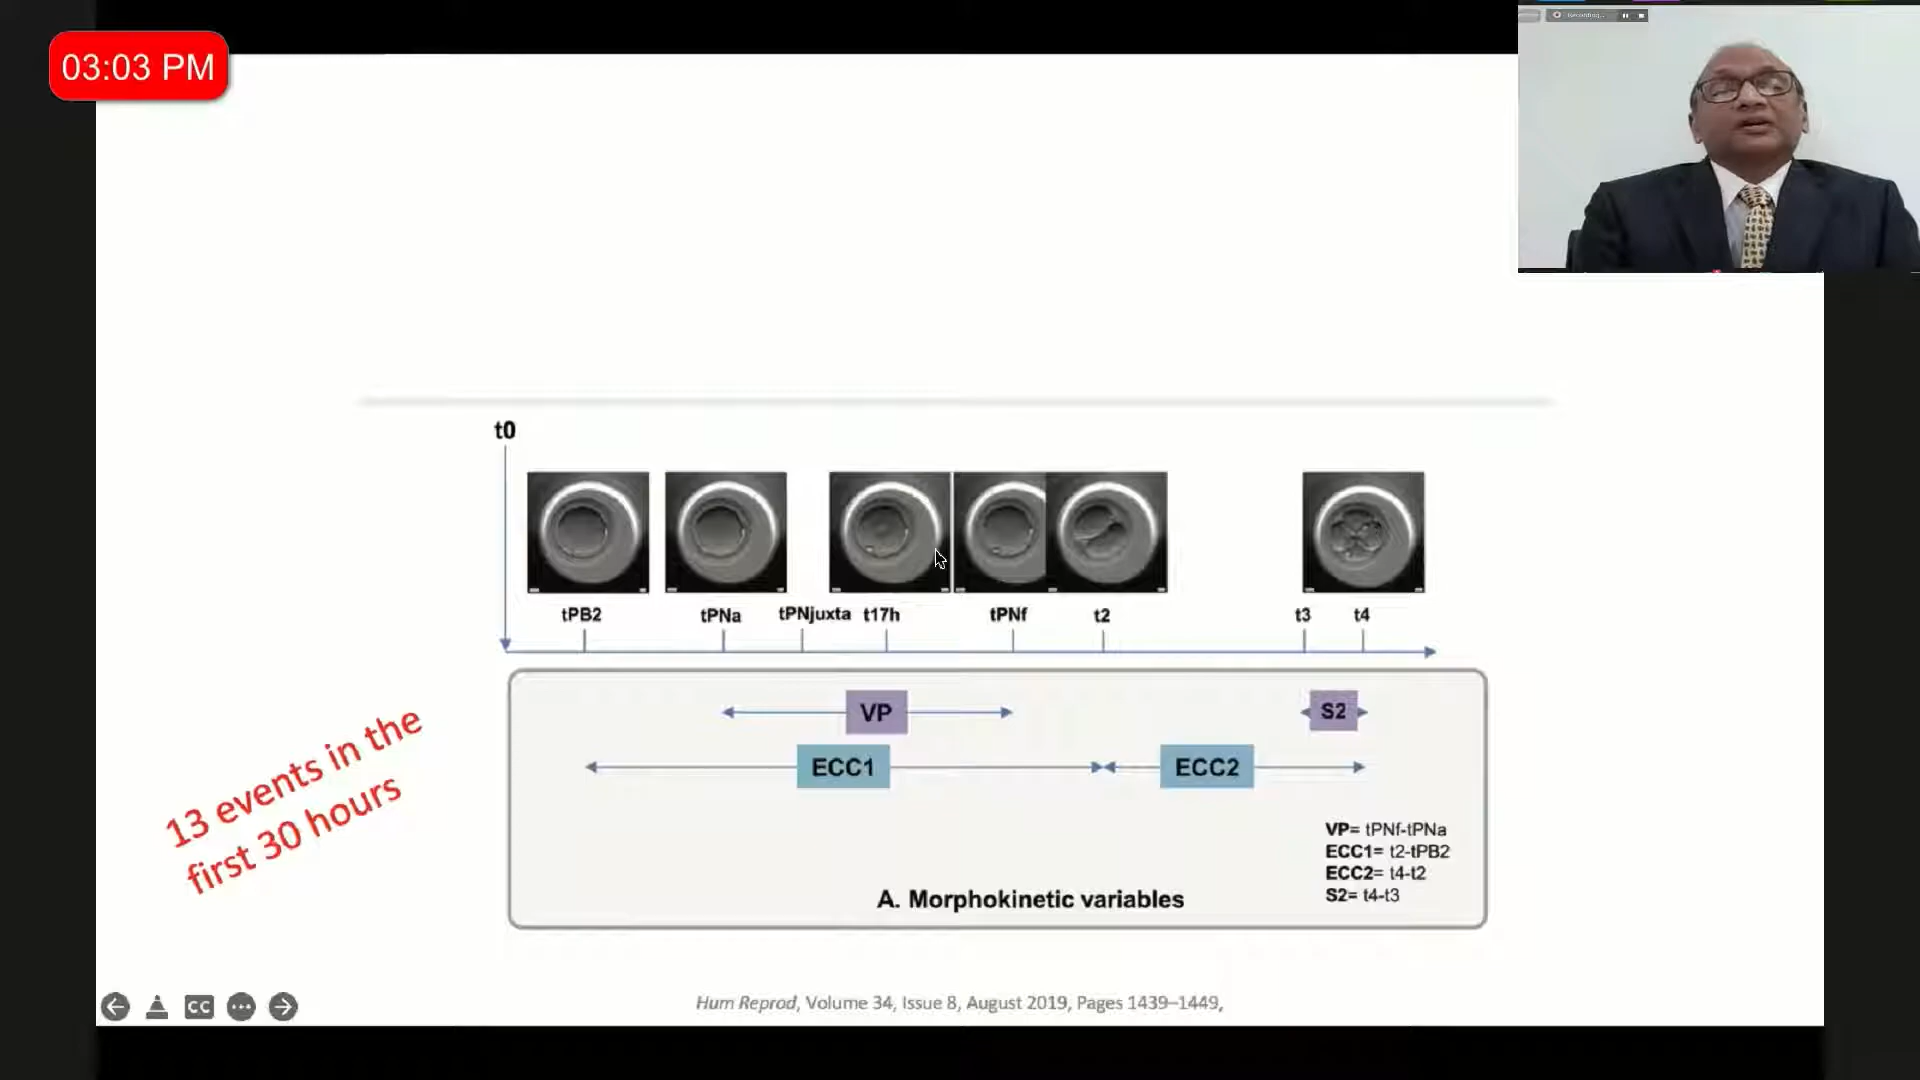 03:03 PM
Recording...
t0
tPB2 tPNa tPNjuxta t17h tPNf t2 t3 t4
VP S2
ECC1 ECC2
13 events in the
first 30 hours
VP= tPNf-tPNa
ECC1= t2-tPB2
ECC2= t4-t2
S2= t4-t3
A. Morphokinetic variables
CC
Hum Reprod, Volume 34, Issue 8, August 2019, Pages 1439–1449,